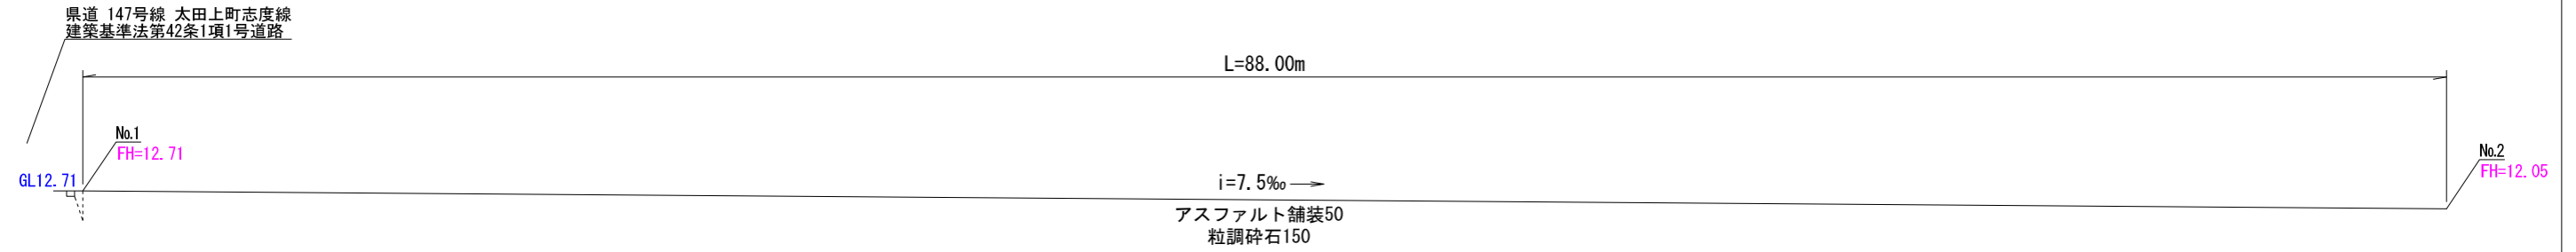 県道 147号線 太田上町志度線
建築基準法第42条1項1号道路
L=88.00m
No.1
FH=12.71
GL12.71
i=7.5‰
No.2
FH=12.05
アスファルト舗装50
粒調砕石150